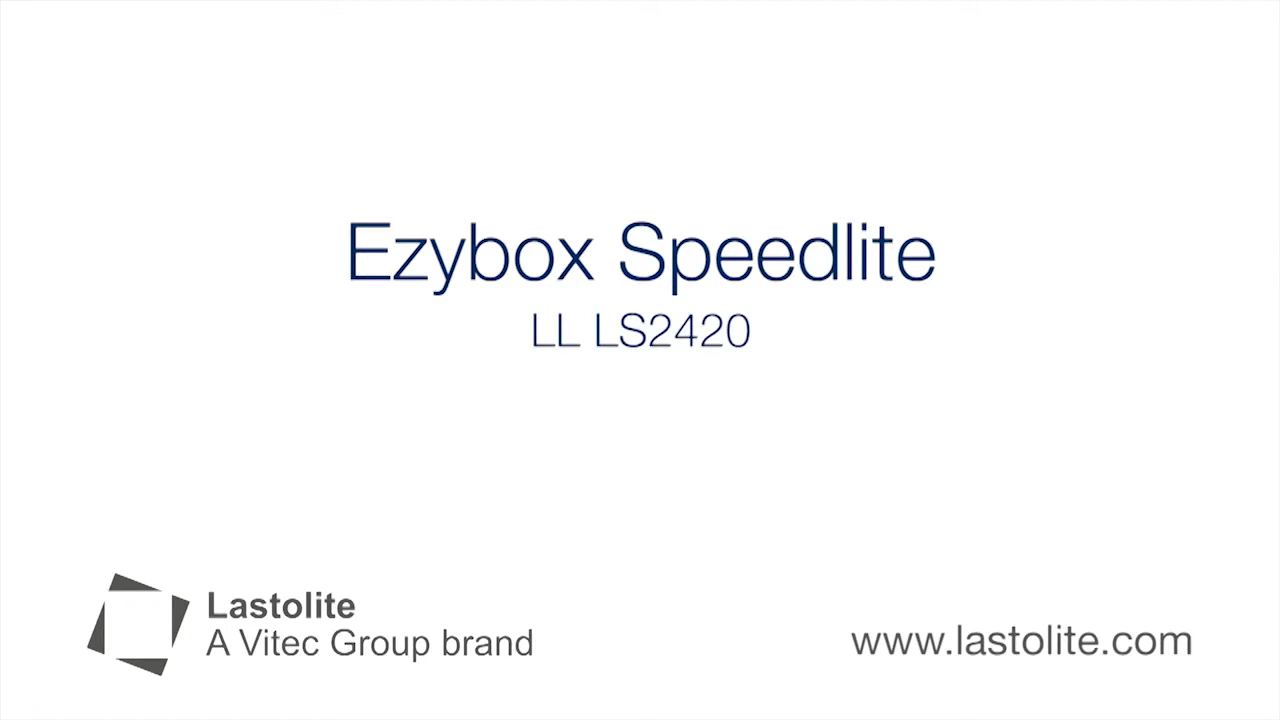 Ezybox Speedlite
LL LS2420
Lastolite
A Vitec Group brand
www.lastolite.com